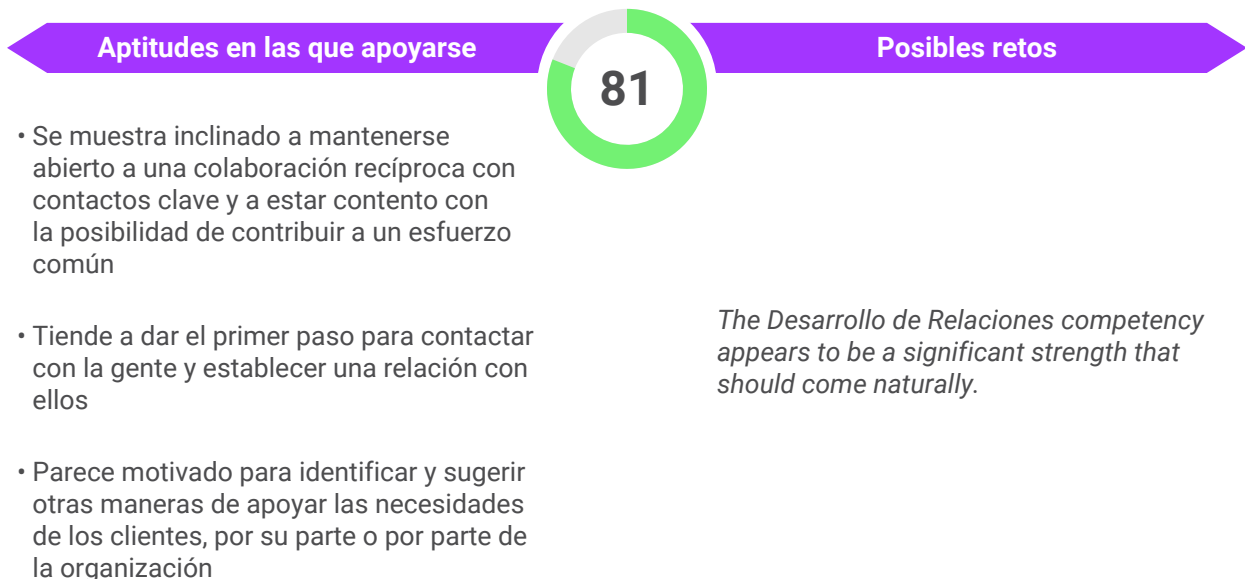 Aptitudes en las que apoyarse
81
Posibles retos
• Se muestra inclinado a mantenerse
abierto a una colaboración recíproca con
contactos clave y a estar contento con
la posibilidad de contribuir a un esfuerzo
común
• Tiende a dar el primer paso para contactar
con la gente y establecer una relación con
ellos
• Parece motivado para identificar y sugerir
otras maneras de apoyar las necesidades
de los clientes, por su parte o por parte de
la organización
The Desarrollo de Relaciones competency
appears to be a significant strength that
should come naturally.